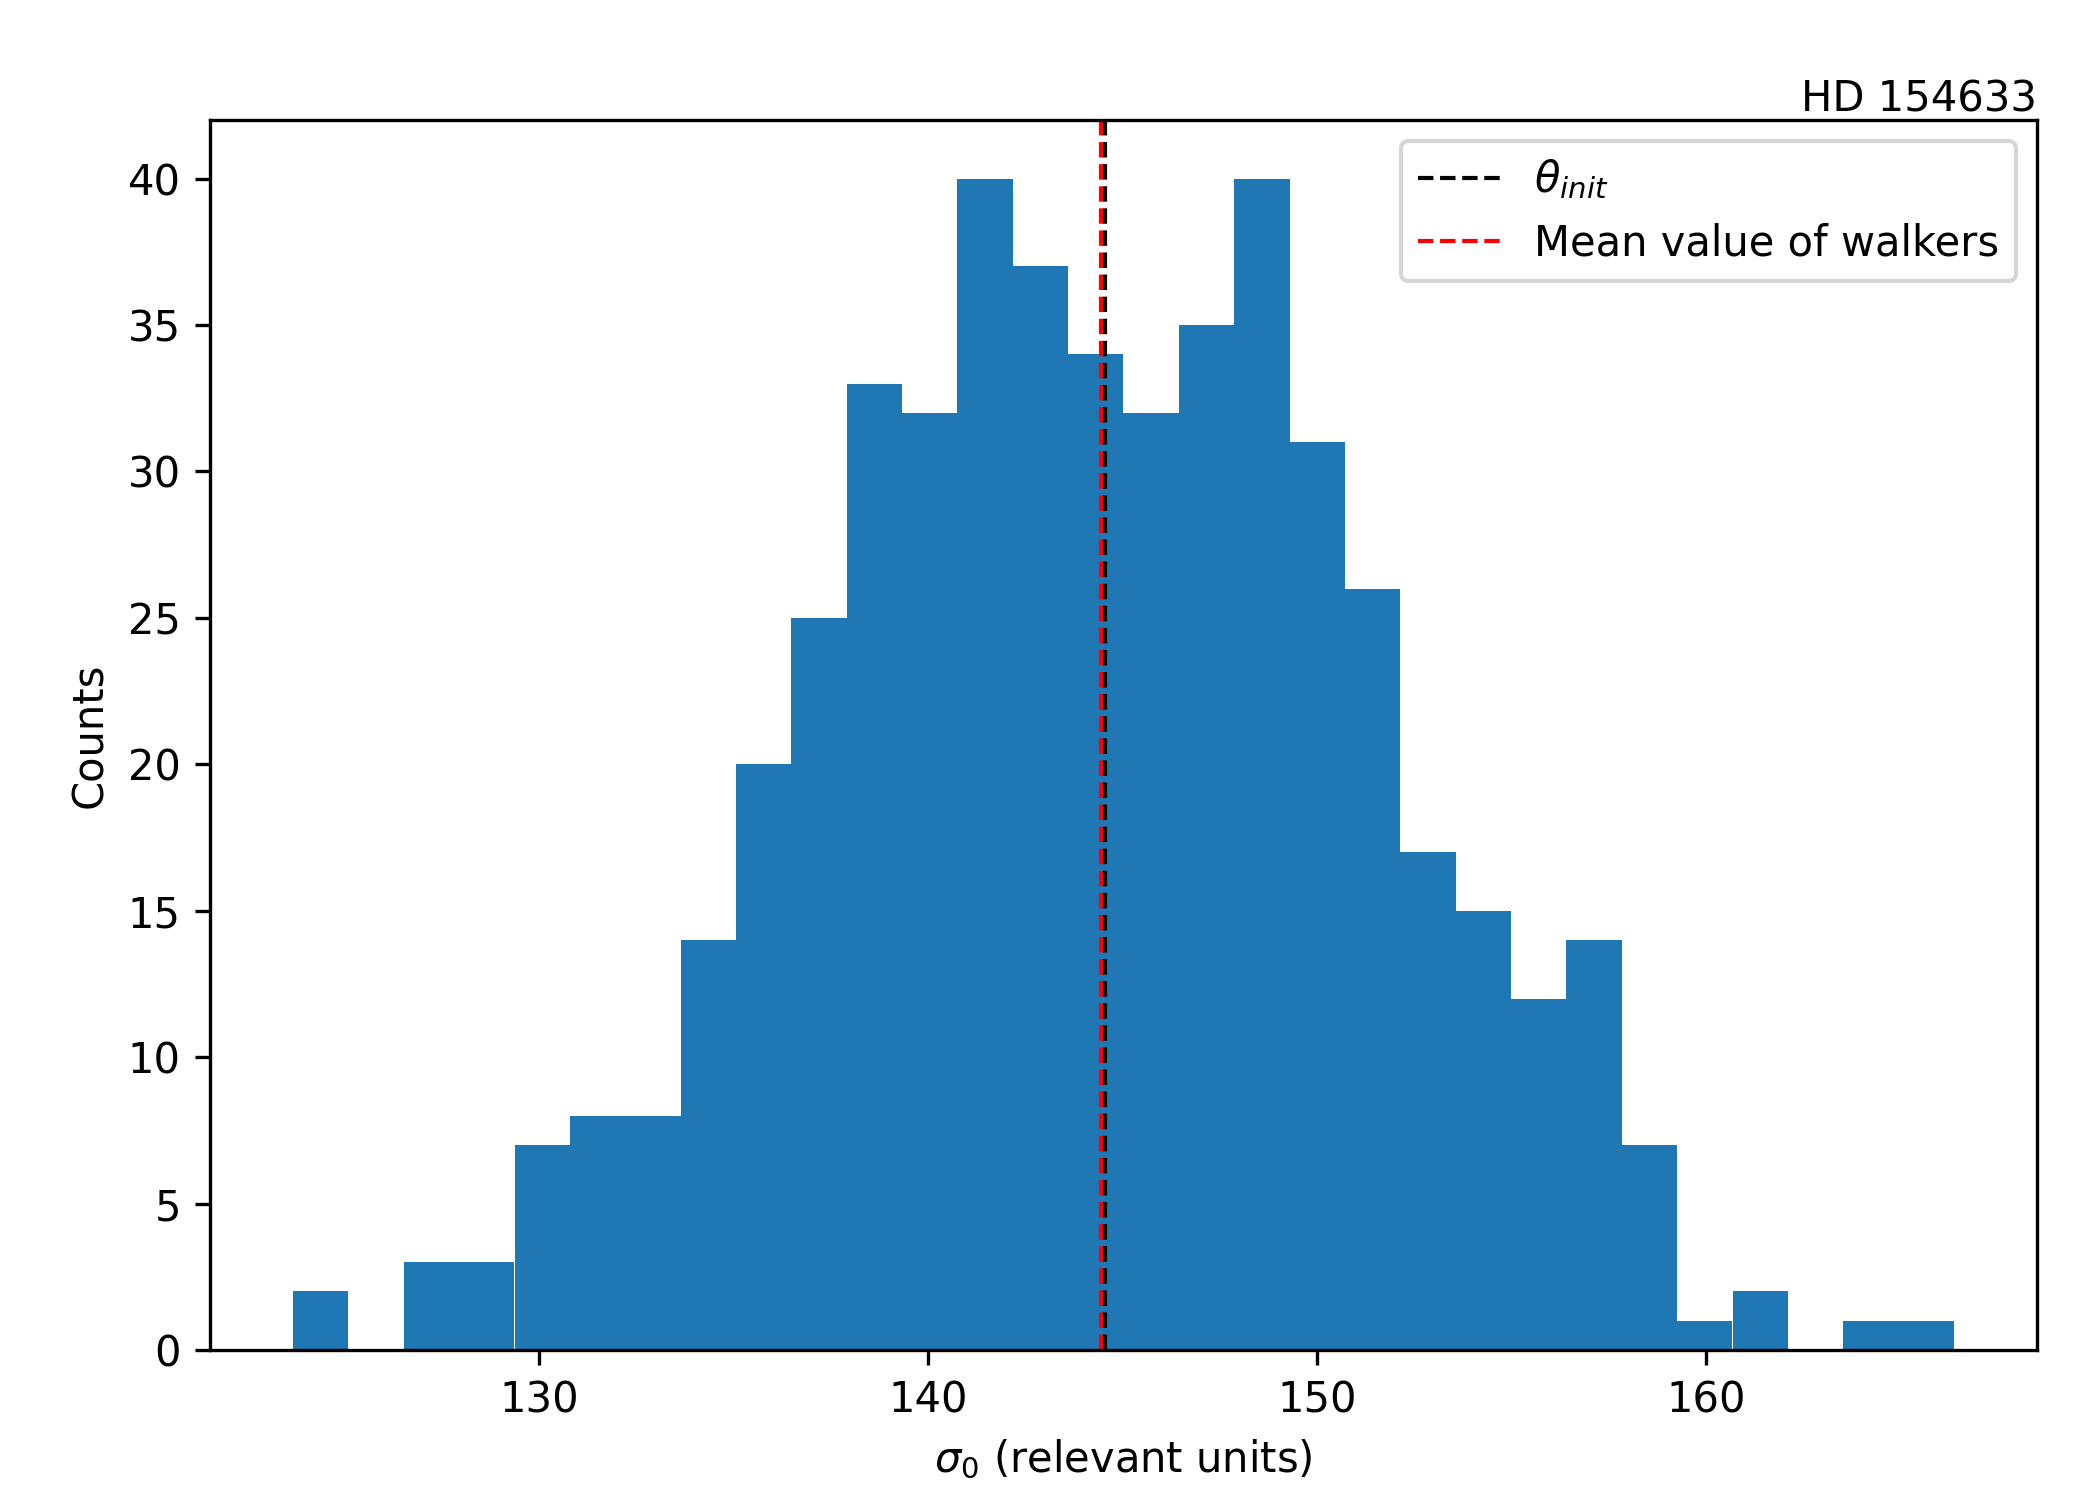 HD 154633
θinit
Mean value of walkers
40
35
30
25
20
15
10
5
0
Counts
130 140 150 160
σ0 (relevant units)